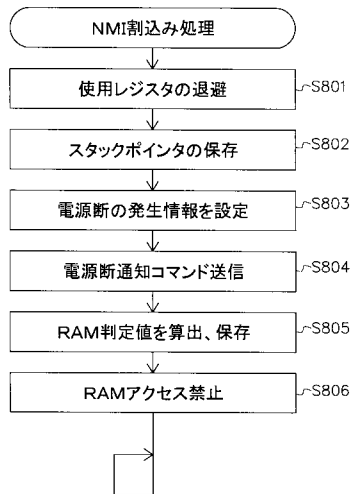 NMI割込み処理
使用レジスタの退避
S801
スタックポインタの保存
S802
電源断の発生情報を設定
S803
電源断通知コマンド送信
S804
RAM判定値を算出、保存
S805
RAMアクセス禁止
S806